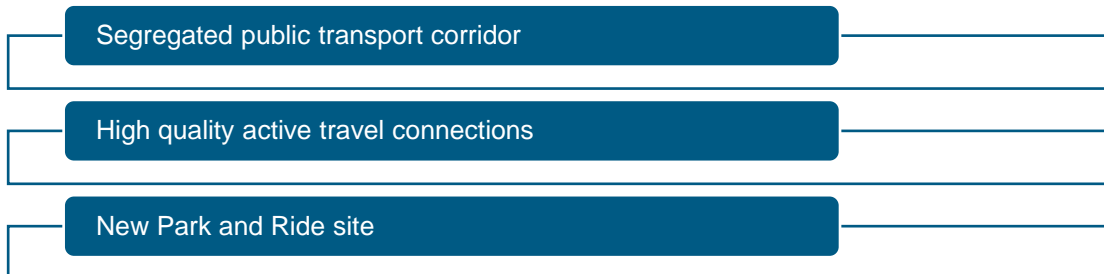 Segregated public transport corridor
High quality active travel connections
New Park and Ride site